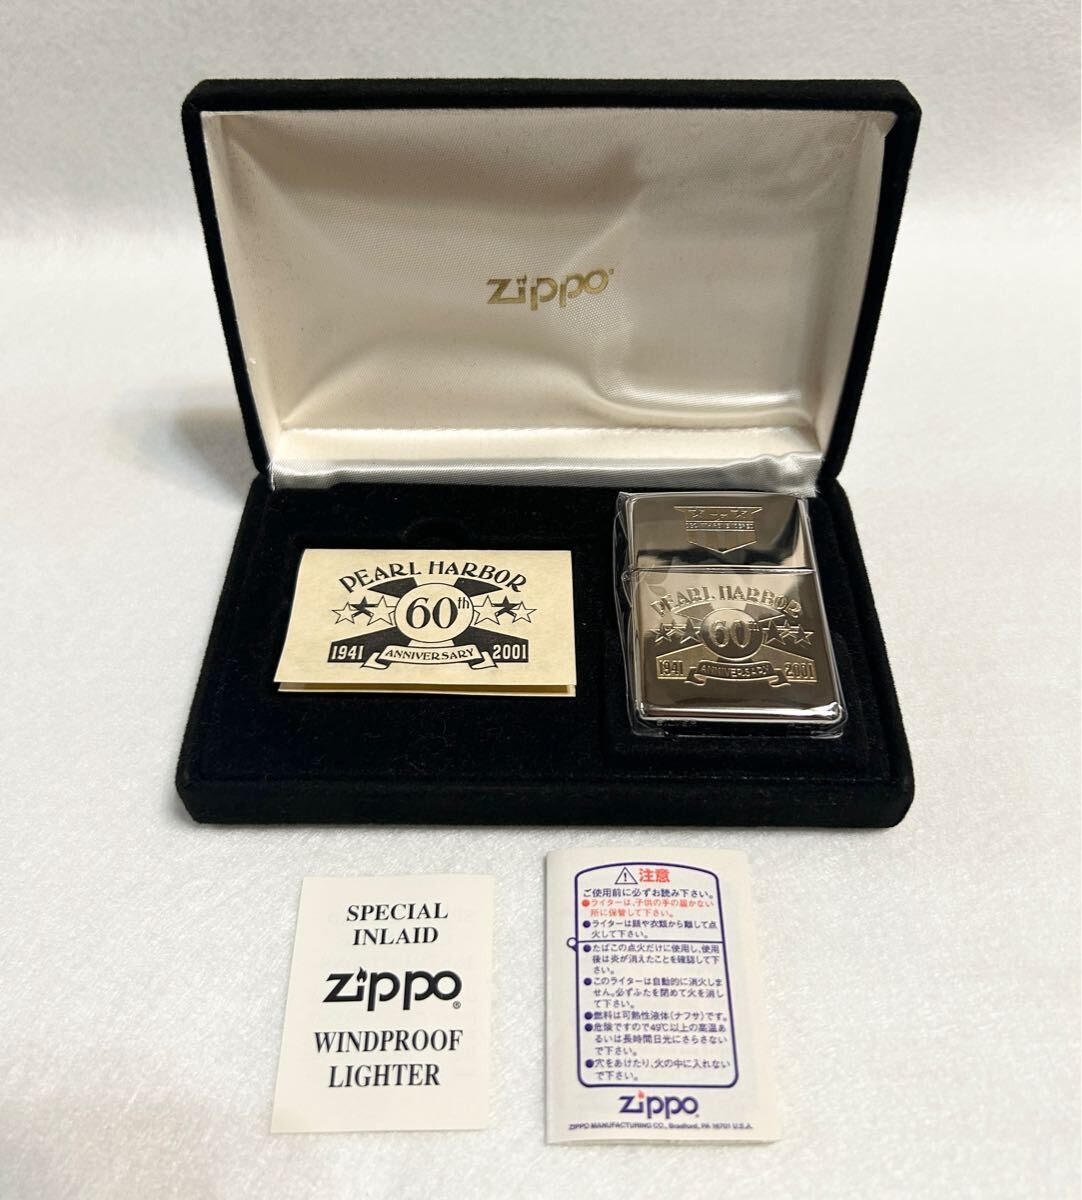 Zippo
PEARL HARBOR
60th
1941 ANNIVERSARY 2001
PEARL HARBOR
60th
1941 ANNIVERSARY 2001
SPECIAL
INLAID
Zippo®
WINDPROOF
LIGHTER
注意
ご使用前に必ずお読み下さい。
●ライターは、子供の手の届かない
所に保管して下さい。
●ライターは顔や衣類から離して点
火して下さい。
●たばこの点火だけに使用し、使用
後は炎が消えたことを確認して下
さい。
●このライターは自動的に消火しま
せん。必ずふたを閉めて火を消し
て下さい。
●燃料は可燃性液体(ナフサ)です。
●危険ですので49℃以上の高温あ
るいは長時間日光にさらさない
で下さい。
●穴をあけたり、火の中に入れない
で下さい。
Zippo
ZIPPO MANUFACTURING CO., Bradford, PA 16701 U.S.A.